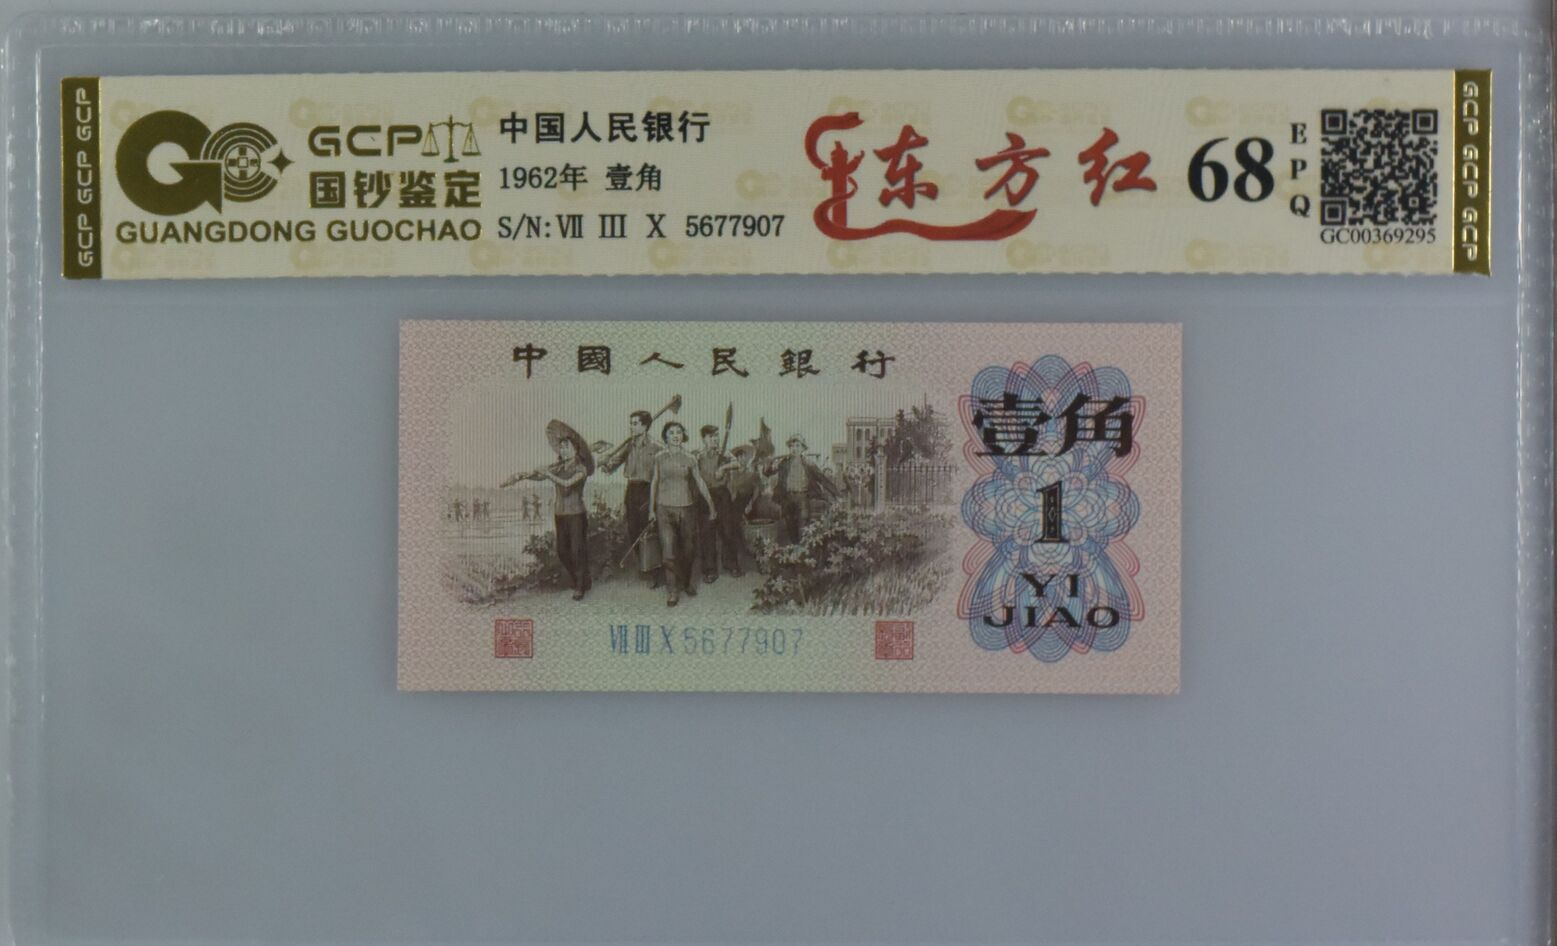 GCP GCP GCP
GCP
国钞鉴定
GUANGDONG GUOCHAO
中国人民银行
1962年 壹角
S/N: Ⅶ Ⅲ Ⅹ 5677907
东方红
68
EPQ
GC00369295
GCP GCP GCP
中國人民銀行
壹角
1
YI
JIAO
Ⅶ Ⅲ Ⅹ 5677907